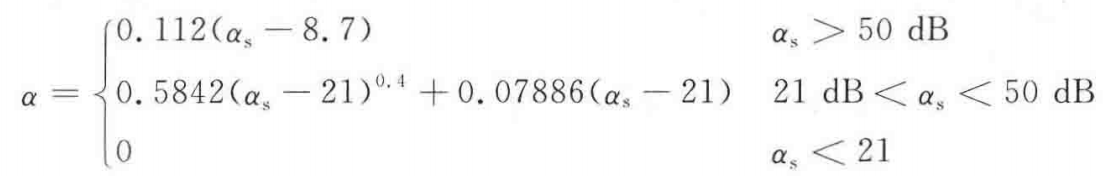 α = { 0.112(αₛ − 8.7)    αₛ > 50 dB
0.5842(αₛ − 21)^0.4 + 0.07886(αₛ − 21)    21 dB < αₛ < 50 dB
0    αₛ < 21